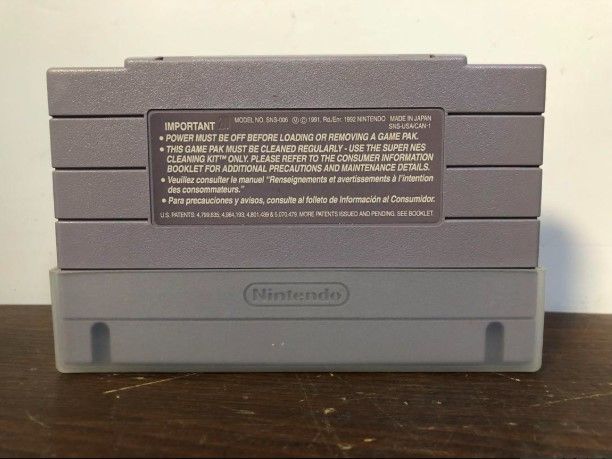 IMPORTANT MODEL NO. SNS-006 Ⓜ © 1991, Rd./Enr. 1992 NINTENDO MADE IN JAPAN
SNS-USA/CAN-1
• POWER MUST BE OFF BEFORE LOADING OR REMOVING A GAME PAK.
• THIS GAME PAK MUST BE CLEANED REGULARLY - USE THE SUPER NES
CLEANING KIT™ ONLY. PLEASE REFER TO THE CONSUMER INFORMATION
BOOKLET FOR ADDITIONAL PRECAUTIONS AND MAINTENANCE DETAILS.
• Veuillez consulter le manuel "Renseignements et avertissements à l'intention
des consommateurs."
• Para precauciones y avisos, consulte al folleto de Información al Consumidor.
U.S. PATENTS: 4,799,635, 4,964,193, 4,801,499 & 5,070,479. MORE PATENTS ISSUED AND PENDING. SEE BOOKLET.
Nintendo